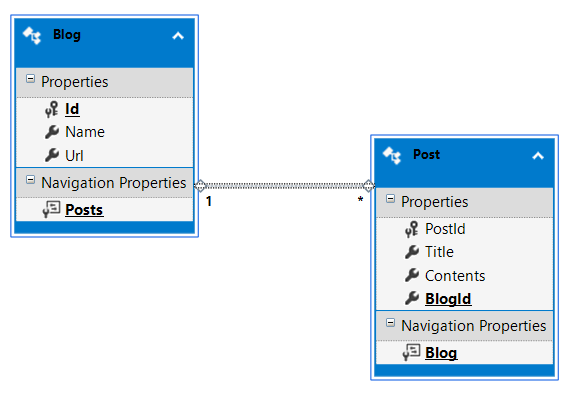 Blog
Properties
Id
Name
Url
Navigation Properties
Posts
1
*
Post
Properties
PostId
Title
Contents
BlogId
Navigation Properties
Blog